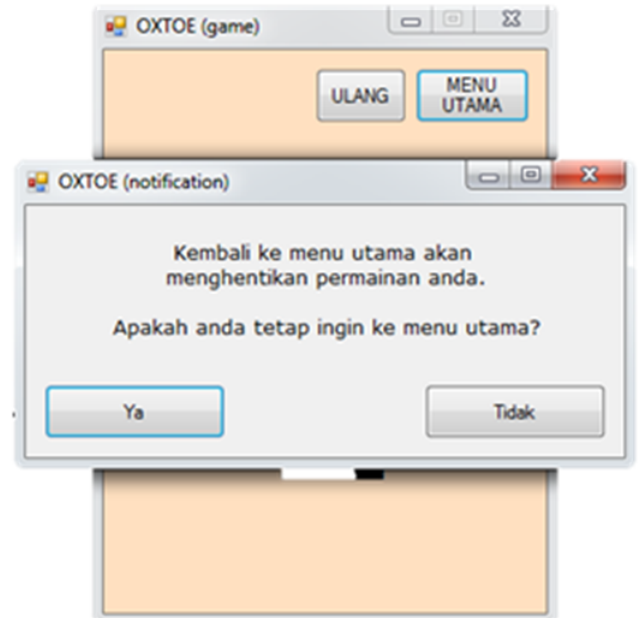 OXTOE (game)
ULANG
MENU
UTAMA
OXTOE (notification)
Kembali ke menu utama akan
menghentikan permainan anda.
Apakah anda tetap ingin ke menu utama?
Ya
Tidak